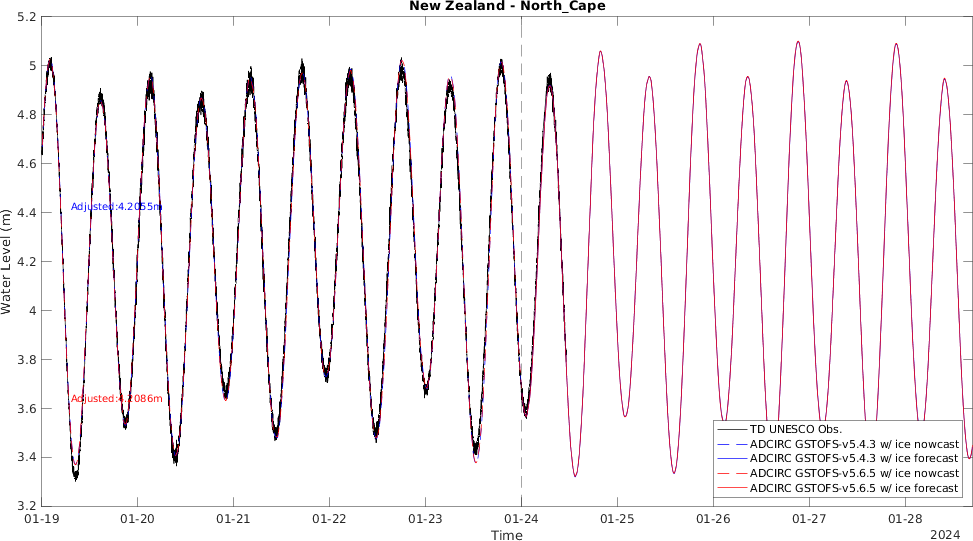 New Zealand - North_Cape
5.2
5
4.8
4.6
4.4
4.2
4
3.8
3.6
3.4
3.2
Water Level (m)
Adjusted:4.2055m
Adjusted:4.2086m
TD UNESCO Obs.
ADCIRC GSTOFS-v5.4.3 w/ ice nowcast
ADCIRC GSTOFS-v5.4.3 w/ ice forecast
ADCIRC GSTOFS-v5.6.5 w/ ice nowcast
ADCIRC GSTOFS-v5.6.5 w/ ice forecast
01-19 01-20 01-21 01-22 01-23 01-24 01-25 01-26 01-27 01-28
Time
2024